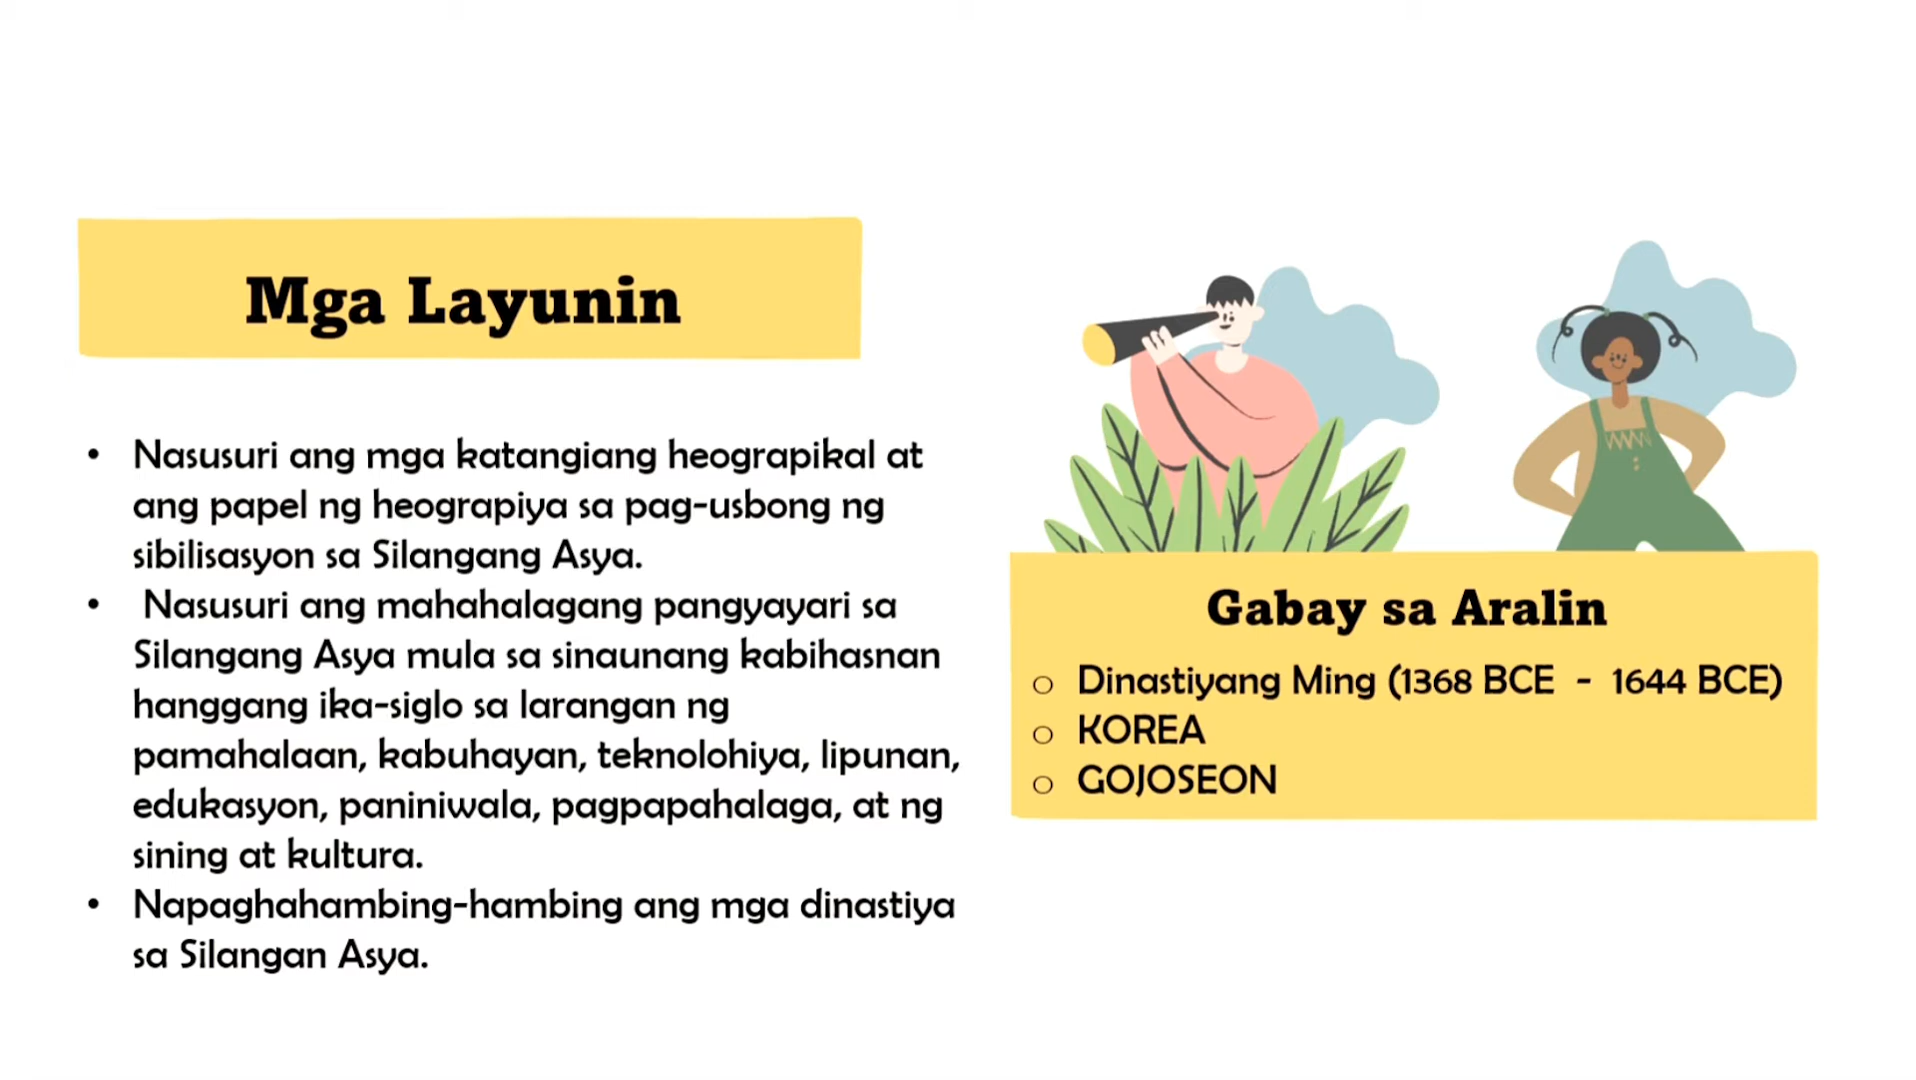 Mga Layunin
• Nasusuri ang mga katangiang heograpikal at
ang papel ng heograpiya sa pag-usbong ng
sibilisasyon sa Silangang Asya.
• Nasusuri ang mahahalagang pangyayari sa
Silangang Asya mula sa sinaunang kabihasnan
hanggang ika-siglo sa larangan ng
pamahalaan, kabuhayan, teknolohiya, lipunan,
edukasyon, paniniwala, pagpapahalaga, at ng
sining at kultura.
• Napaghahambing-hambing ang mga dinastiya
sa Silangan Asya.
Gabay sa Aralin
o Dinastiyang Ming (1368 BCE - 1644 BCE)
o KOREA
o GOJOSEON